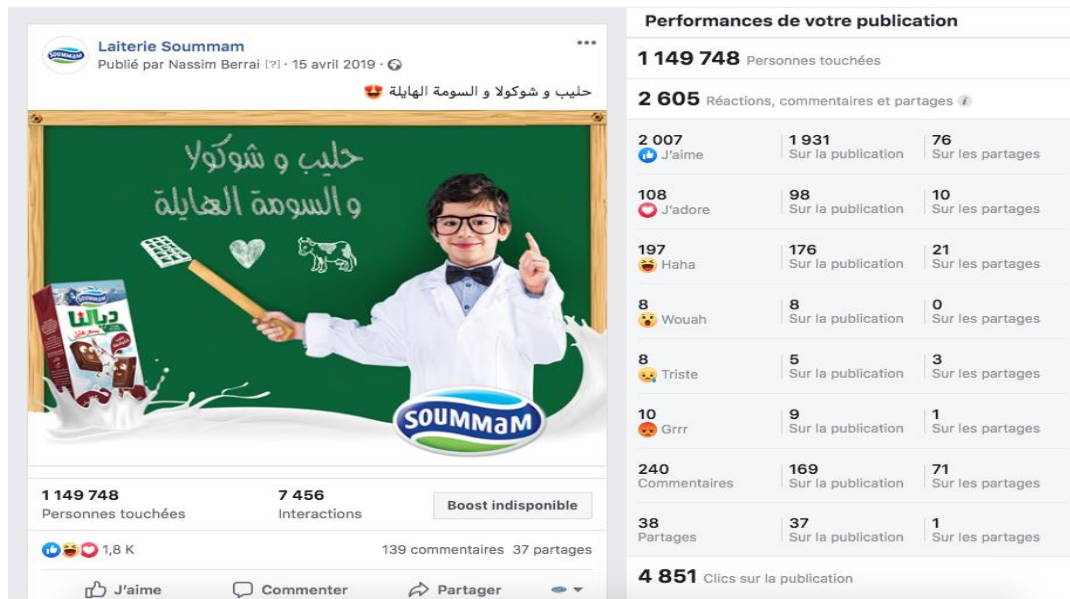 Laiterie Soummam
Publié par Nassim Berrai [?] · 15 avril 2019 ·
حليب و شوكولا و السومة الهايلة 😍
حليب و شوكولا
والسومة الهايلة
SOUMMAM
SOUMMAM
ديالنا
SOUMMAM
1 149 748
Personnes touchées
7 456
Interactions
Boost indisponible
1,8 K
139 commentaires 37 partages
J'aime
Commenter
Partager
Performances de votre publication
1 149 748 Personnes touchées
2 605 Réactions, commentaires et partages
2 007 1 931 76
J'aime Sur la publication Sur les partages
108 98 10
J'adore Sur la publication Sur les partages
197 176 21
Haha Sur la publication Sur les partages
8 8 0
Wouah Sur la publication Sur les partages
8 5 3
Triste Sur la publication Sur les partages
10 9 1
Grrr Sur la publication Sur les partages
240 169 71
Commentaires Sur la publication Sur les partages
38 37 1
Partages Sur la publication Sur les partages
4 851 Clics sur la publication